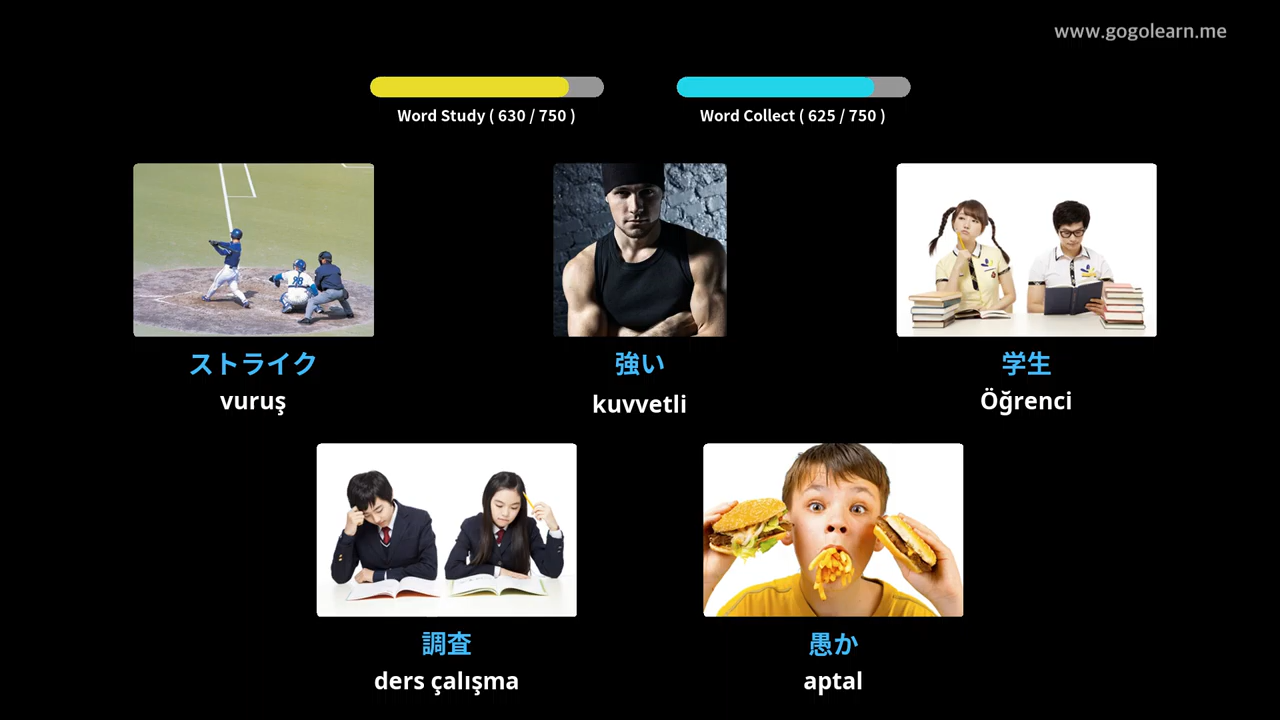 www.gogolearn.me
Word Study ( 630 / 750 )
Word Collect ( 625 / 750 )
ストライク
vuruş
強い
kuvvetli
学生
Öğrenci
調査
ders çalışma
愚か
aptal